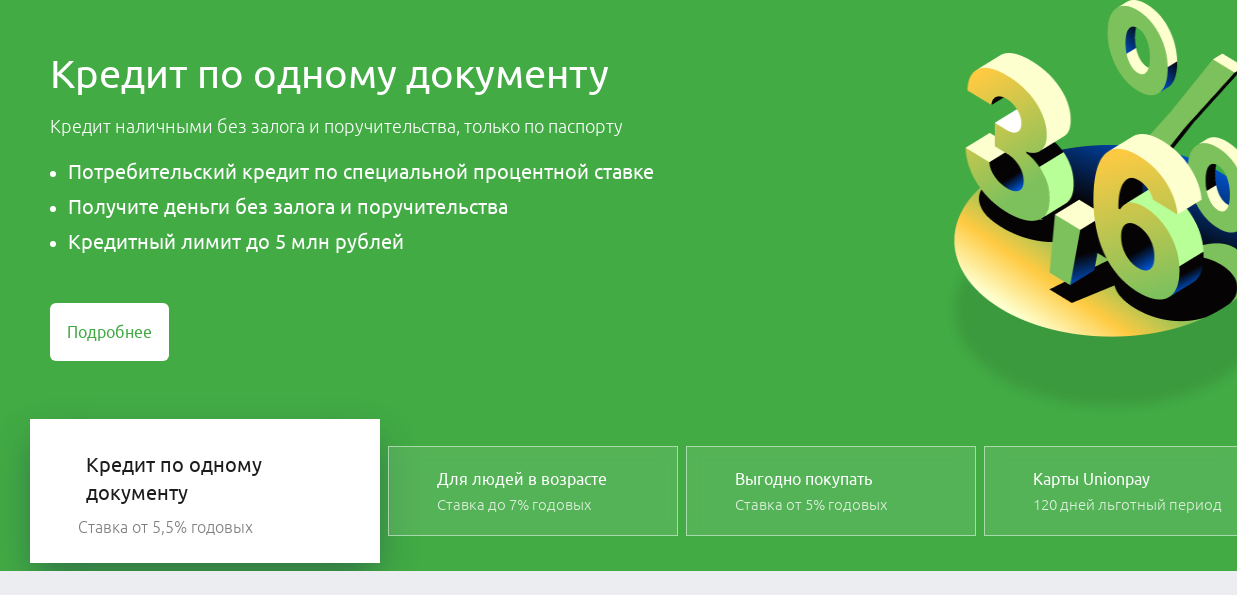 Кредит по одному документу
Кредит наличными без залога и поручительства, только по паспорту
Потребительский кредит по специальной процентной ставке
Получите деньги без залога и поручительства
Кредитный лимит до 5 млн рублей
3,6%
Подробнее
Кредит по одному
документу
Ставка от 5,5% годовых
Для людей в возрасте
Ставка до 7% годовых
Выгодно покупать
Ставка от 5% годовых
Карты Unionpay
120 дней льготный период